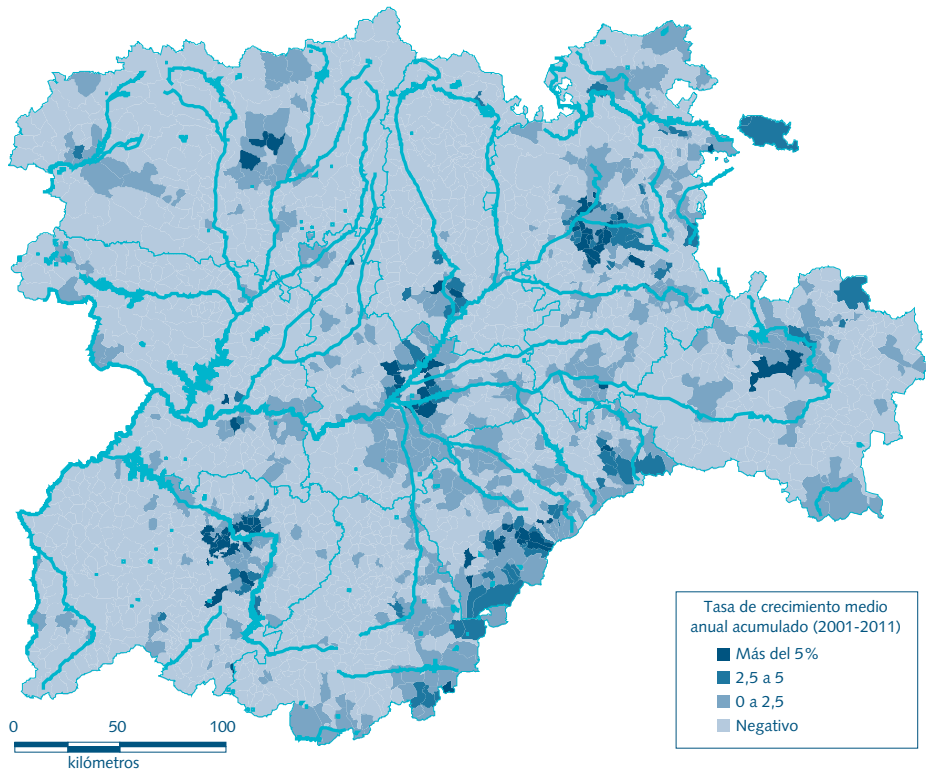 Tasa de crecimiento medio
anual acumulado (2001-2011)
Más del 5%
2,5 a 5
0 a 2,5
Negativo
0 50 100
kilómetros